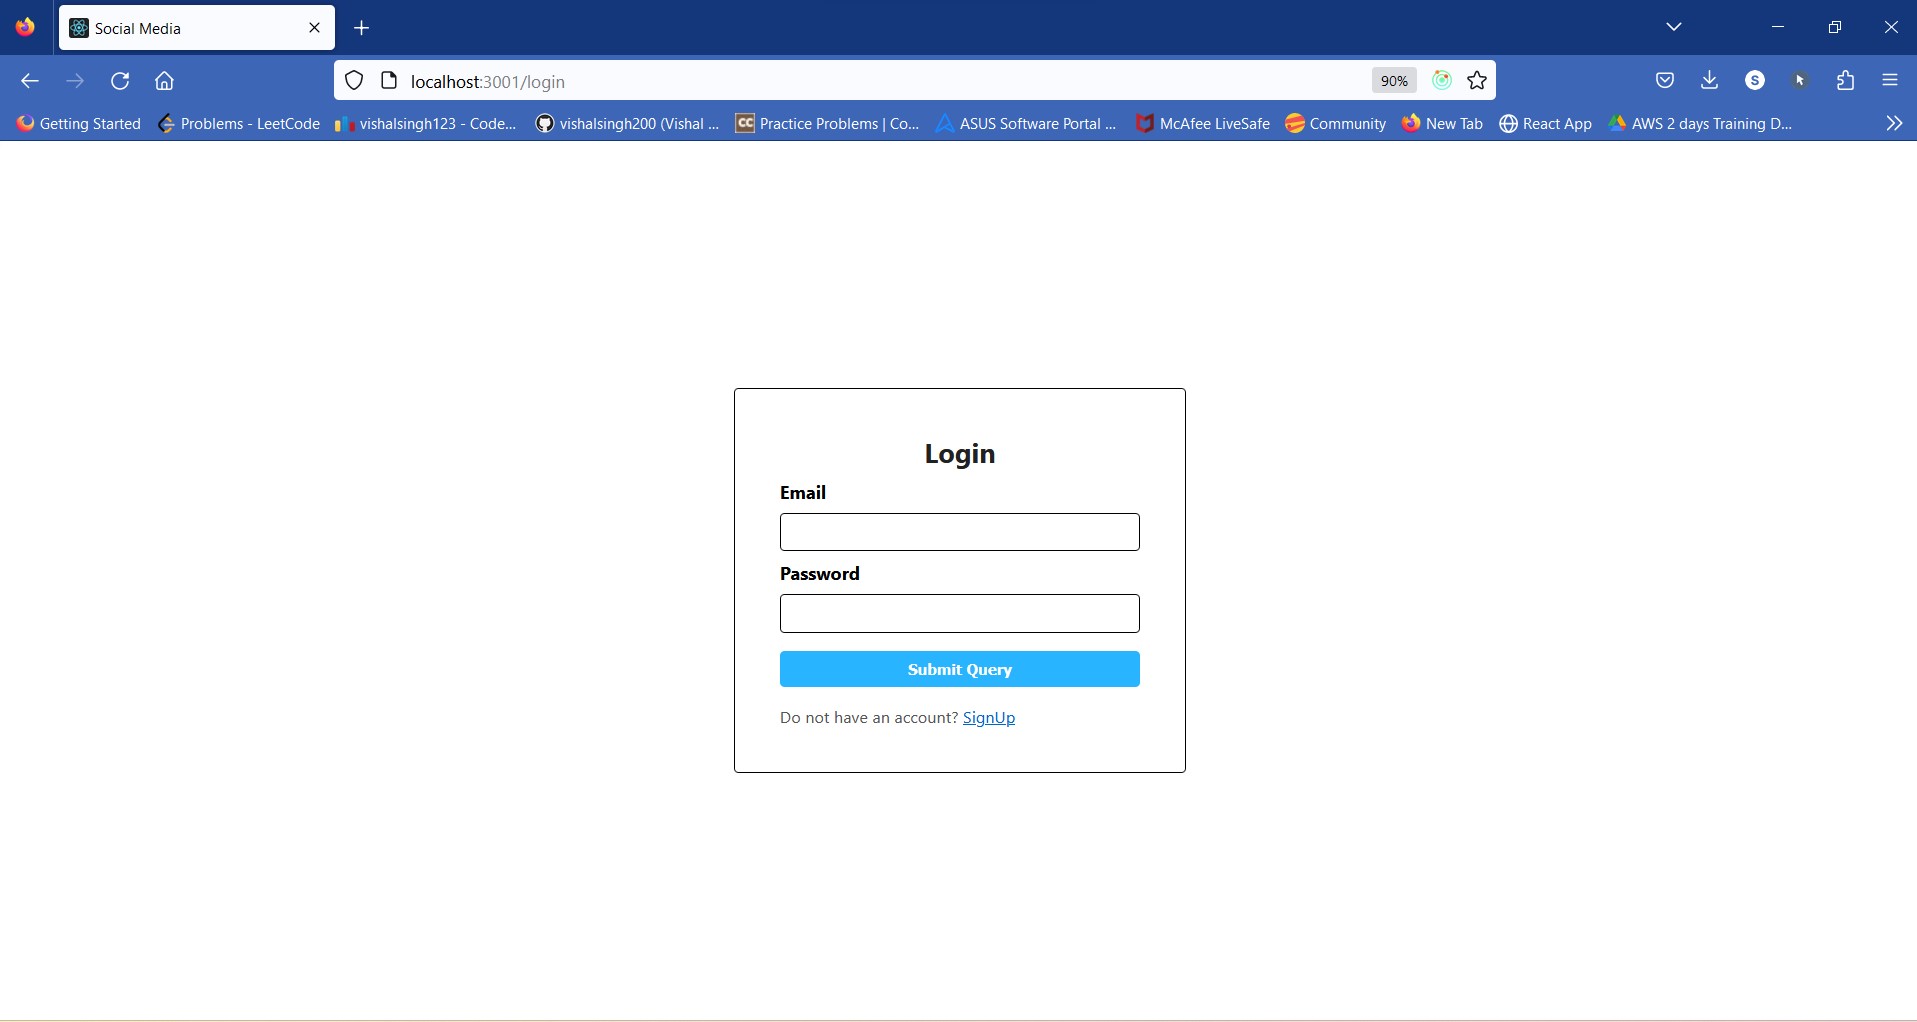 Social Media
localhost:3001/login
90%
S
Getting Started
Problems - LeetCode
vishalsingh123 - Code...
vishalsingh200 (Vishal ...
CC Practice Problems | Co...
ASUS Software Portal ...
McAfee LiveSafe
Community
New Tab
React App
AWS 2 days Training D...
Login
Email
Password
Submit Query
Do not have an account? SignUp